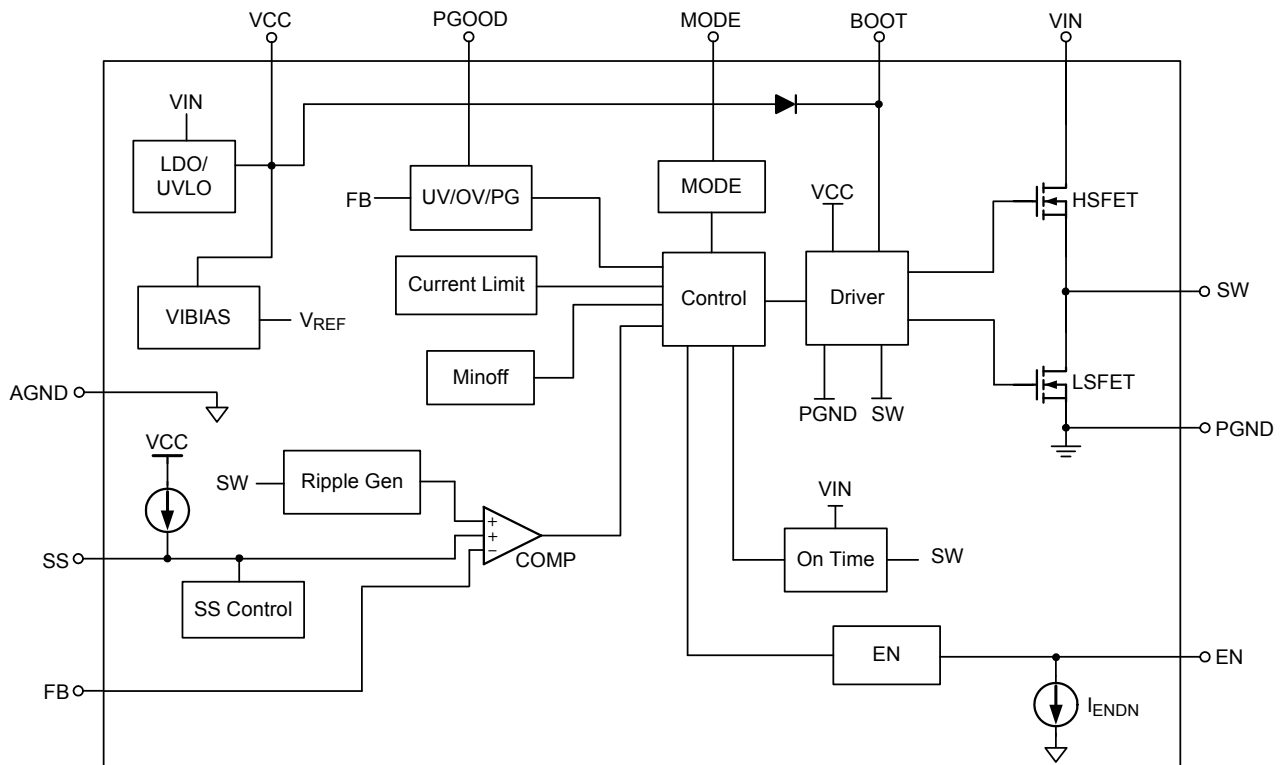 VCC
PGOOD
MODE
BOOT
VIN
VIN
LDO/
UVLO
FB
UV/OV/PG
MODE
VCC
HSFET
Current Limit
Control
Driver
SW
VIBIAS
VREF
Minoff
LSFET
AGND
PGND
SW
PGND
VCC
SW
Ripple Gen
VIN
+
+
−
COMP
SS
On Time
SW
SS Control
EN
EN
FB
IENDN